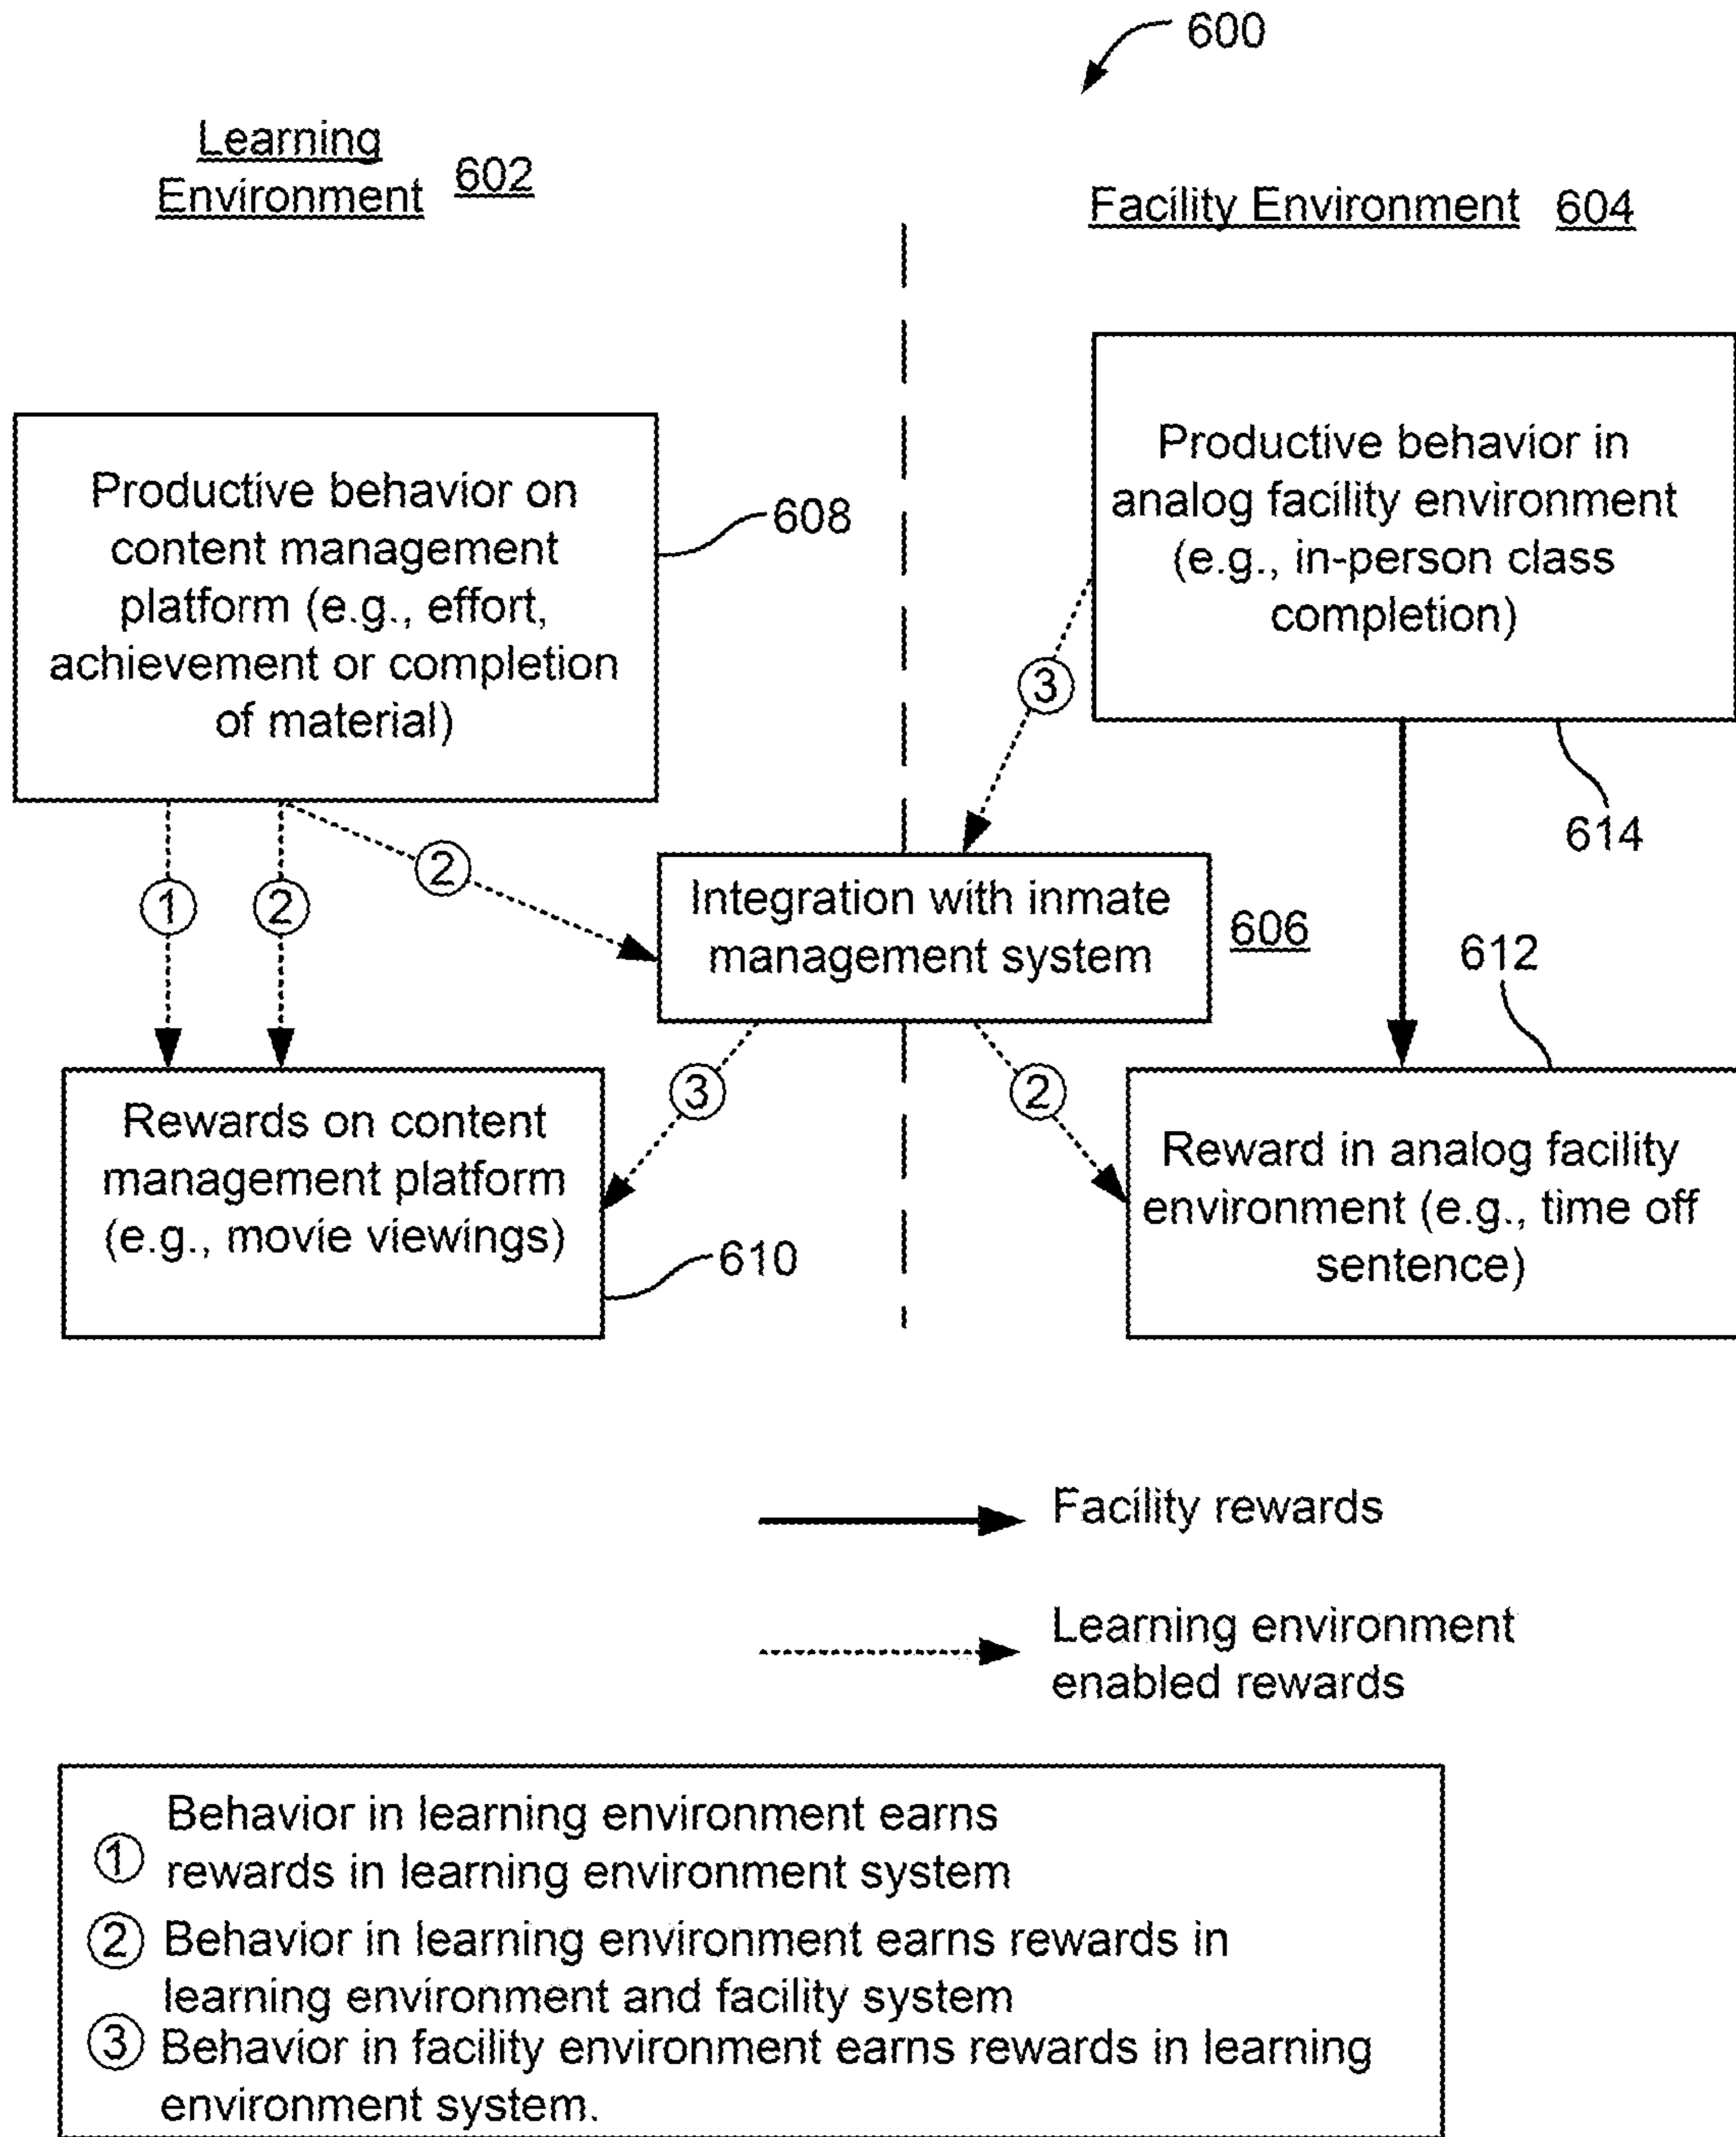 600
Learning
Environment 602
Facility Environment 604
Productive behavior on
content management
platform (e.g., effort,
achievement or completion
of material)
608
Productive behavior in
analog facility environment
(e.g., in-person class
completion)
614
3
2
1
2
Integration with inmate
management system
606
612
3
2
Rewards on content
management platform
(e.g., movie viewings)
610
Reward in analog facility
environment (e.g., time off
sentence)
Facility rewards
Learning environment
enabled rewards
1 Behavior in learning environment earns
rewards in learning environment system
2 Behavior in learning environment earns rewards in
learning environment and facility system
3 Behavior in facility environment earns rewards in learning
environment system.